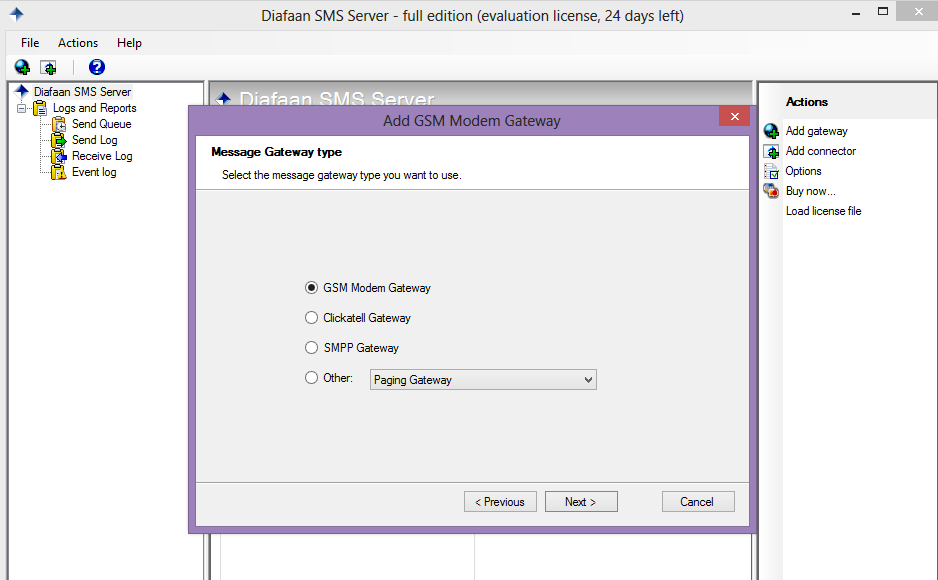 Diafaan SMS Server - full edition (evaluation license, 24 days left)
File Actions Help
Diafaan SMS Server
Logs and Reports
Send Queue
Send Log
Receive Log
Event log
Diafaan SMS Server
Add GSM Modem Gateway
Message Gateway type
Select the message gateway type you want to use.
GSM Modem Gateway
Clickatell Gateway
SMPP Gateway
Other: Paging Gateway
< Previous Next > Cancel
Actions
Add gateway
Add connector
Options
Buy now...
Load license file